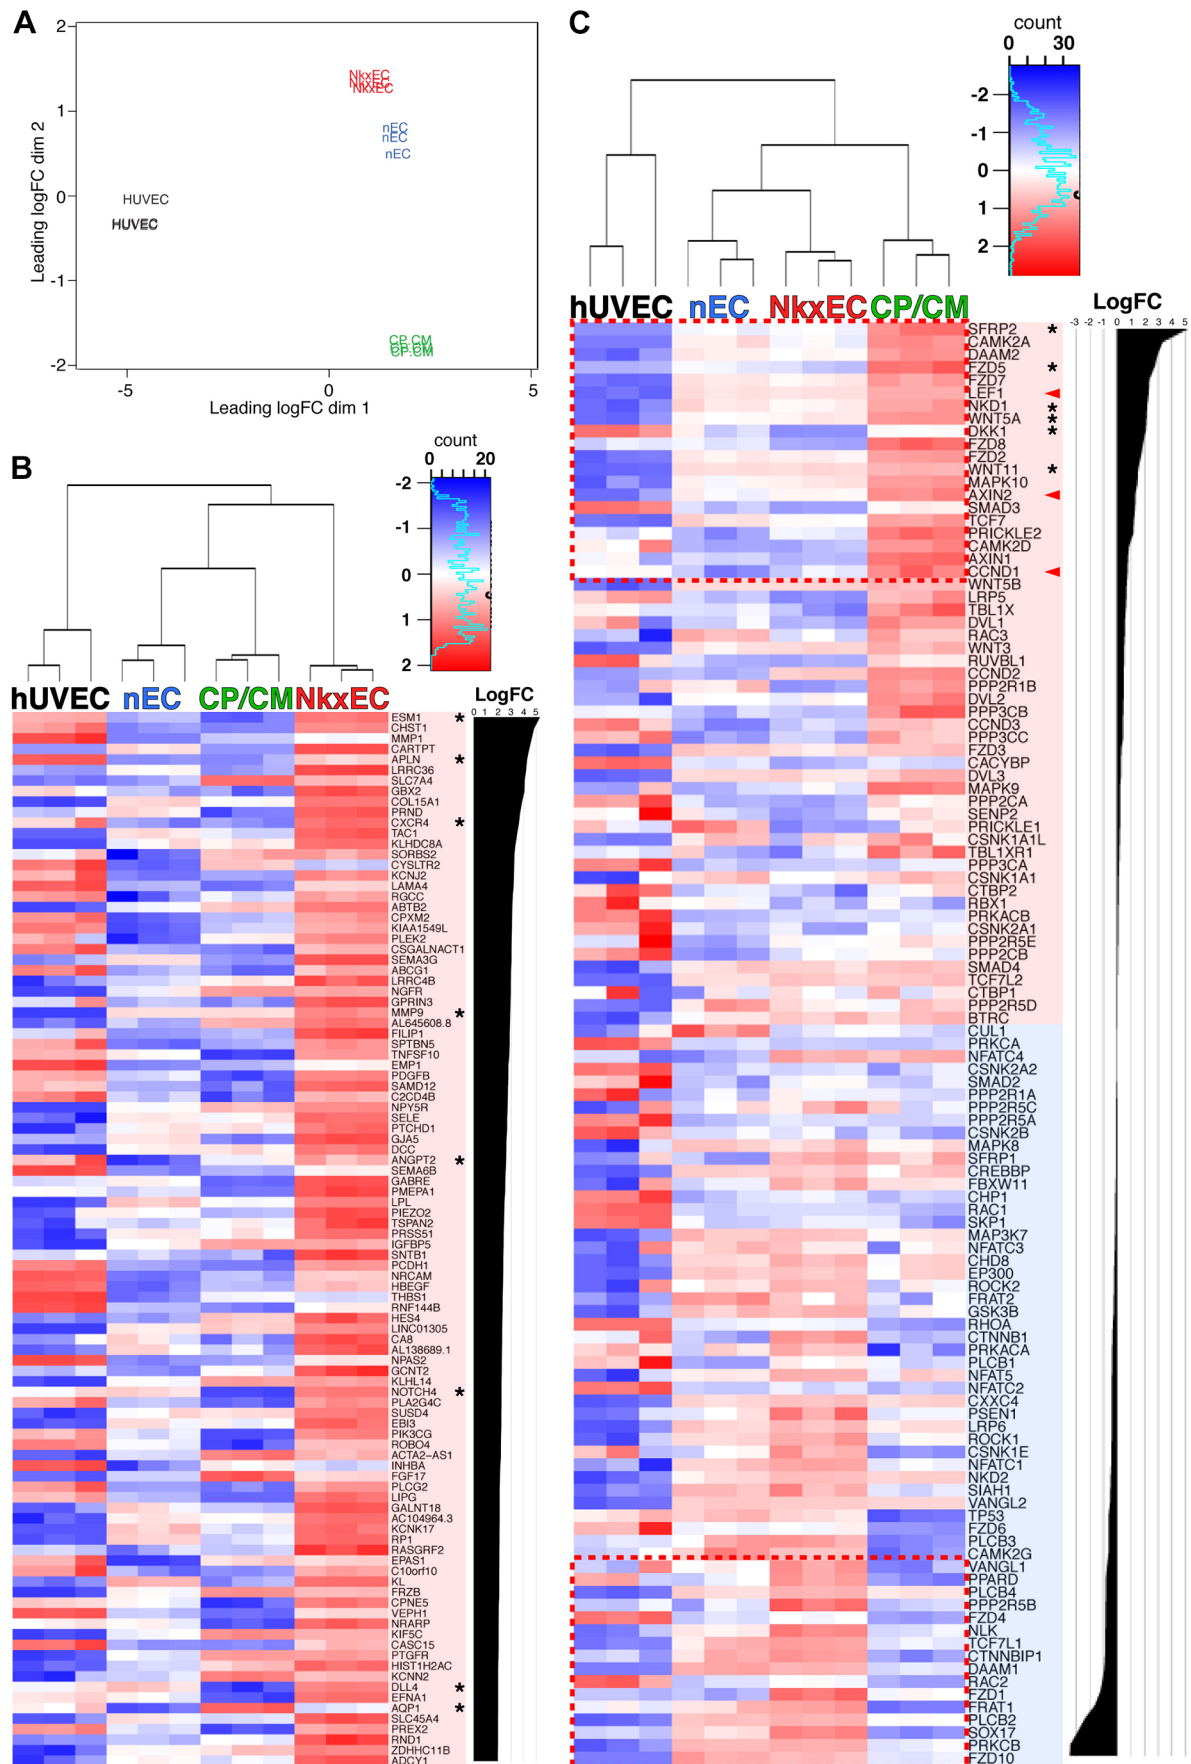 A
2
1
0
-1
-2
Leading logFC dim 2
NkxEC
NkxEC
NkxEC
nEC
nEC
nEC
HUVEC
HUVEC
CP.CM
CP.CM
CP.CM
-5
0
5
Leading logFC dim 1
B
count
0 20
-2
-1
0
1
2
hUVEC nEC CP/CM NkxEC
LogFC
0 1 2 3 4 5
ESM1 *
CHST1
MMP1
CARTPT
APLN *
LRRC36
SLC7A4
GBX2
COL15A1
PRND
CXCR4 *
TAC1
KLHDC8A
SORBS2
CYSLTR2
KCNJ2
LAMA4
RGCC
ABTB2
CPXM2
KIAA1549L
PLEK2
CSGALNACT1
SEMA3G
ABCG1
LRRC4B
NGFR
GPRIN3
MMP9 *
AL645608.8
FILIP1
SPTBN5
TNFSF10
EMP1
PDGFB
SAMD12
C2CD4B
NPY5R
SELE
PTCHD1
GJA5
DCC
ANGPT2 *
SEMA6B
GABRE
PMEPA1
LPL
PIEZO2
TSPAN2
PRSS51
IGFBP5
SNTB1
PCDH1
NRCAM
HBEGF
THBS1
RNF144B
HES4
LINC01305
CA8
AL138689.1
NPAS2
GCNT2
KLHL14
NOTCH4 *
PLA2G4C
SUSD4
EBI3
PIK3CG
ROBO4
ACTA2-AS1
INHBA
FGF17
PLCG2
LIPG
GALNT18
AC104964.3
KCNK17
RP1
RASGRF2
EPAS1
C10orf10
KL
FRZB
CPNE5
VEPH1
NRARP
KIF5C
CASC15
PTGFR
HIST1H2AC
KCNN2
DLL4 *
EFNA1
AQP1 *
SLC45A4
PREX2
RND1
ZDHHC11B
ADCY1
C
count
0 30
-2
-1
0
1
2
hUVEC nEC NkxEC CP/CM
LogFC
-3 -2 -1 0 1 2 3 4 5
SFRP2 *
CAMK2A
DAAM2
FZD5 *
FZD7
LEF1
NKD1 *
WNT5A *
DKK1 *
FZD8
FZD2
WNT11 *
MAPK10
AXIN2
SMAD3
TCF7
PRICKLE2
CAMK2D
AXIN1
CCND1
WNT5B
LRP5
TBL1X
DVL1
RAC3
WNT3
RUVBL1
CCND2
PPP2R1B
DVL2
PPP3CB
CCND3
PPP3CC
FZD3
CACYBP
DVL3
MAPK9
PPP2CA
SENP2
PRICKLE1
CSNK1A1L
TBL1XR1
PPP3CA
CSNK1A1
CTBP2
RBX1
PRKACB
CSNK2A1
PPP2R5E
PPP2CB
SMAD4
TCF7L2
CTBP1
PPP2R5D
BTRC
CUL1
PRKCA
NFATC4
CSNK2A2
SMAD2
PPP2R1A
PPP2R5C
PPP2R5A
CSNK2B
MAPK8
SFRP1
CREBBP
FBXW11
CHP1
RAC1
SKP1
MAP3K7
NFATC3
CHD8
EP300
ROCK2
FRAT2
GSK3B
RHOA
CTNNB1
PRKACA
PLCB1
NFAT5
NFATC2
CXXC4
PSEN1
LRP6
ROCK1
CSNK1E
NFATC1
NKD2
SIAH1
VANGL2
TP53
FZD6
PLCB3
CAMK2G
VANGL1
PPARD
PLCB4
PPP2R5B
FZD4
NLK
TCF7L1
CTNNBIP1
DAAM1
RAC2
FZD1
FRAT1
PLCB2
SOX17
PRKCB
FZD10